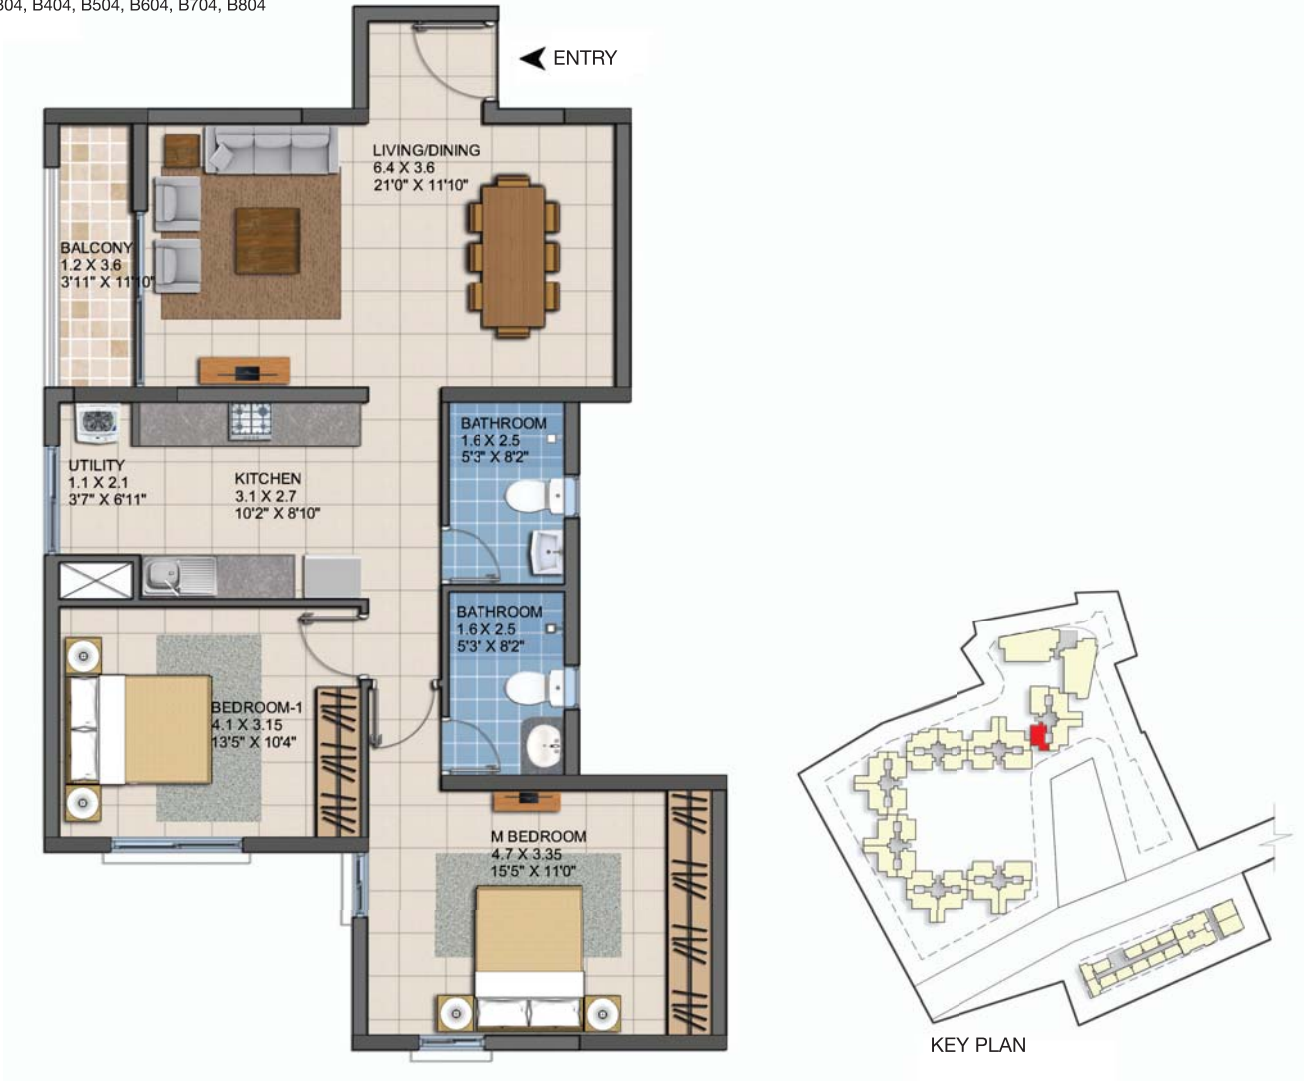 B404, B504, B604, B704, B804
ENTRY
LIVING/DINING
6.4 X 3.6
21'0" X 11'10"
BALCONY
1.2 X 3.6
3'11" X 11'10"
BATHROOM
1.6 X 2.5
5'3" X 8'2"
UTILITY
1.1 X 2.1
3'7" X 6'11"
KITCHEN
3.1 X 2.7
10'2" X 8'10"
BATHROOM
1.6 X 2.5
5'3' X 8'2"
BEDROOM-1
4.1 X 3.15
13'5" X 10'4"
M BEDROOM
4.7 X 3.35
15'5" X 11'0"
KEY PLAN